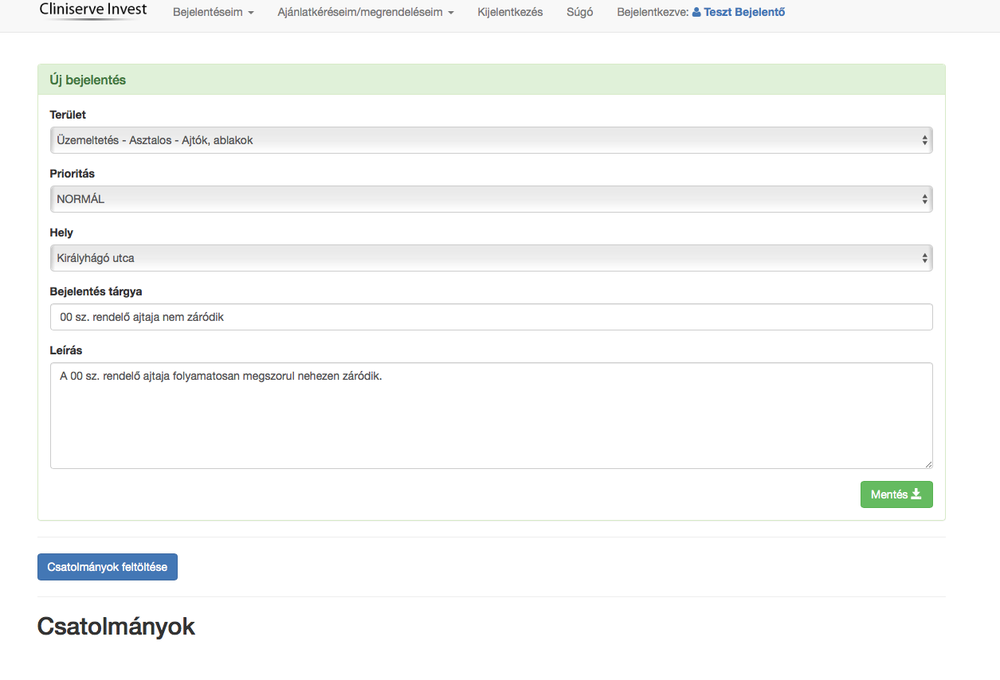 Cliniserve Invest Bejelentéseim Ajánlatkéréseim/megrendeléseim Kijelentkezés Súgó Bejelentkezve: Teszt Bejelentő
Új bejelentés
Terület
Üzemeltetés - Asztalos - Ajtók, ablakok
Prioritás
NORMÁL
Hely
Királyhágó utca
Bejelentés tárgya
00 sz. rendelő ajtaja nem záródik
Leírás
A 00 sz. rendelő ajtaja folyamatosan megszorul nehezen záródik.
Mentés
Csatolmányok feltöltése
Csatolmányok